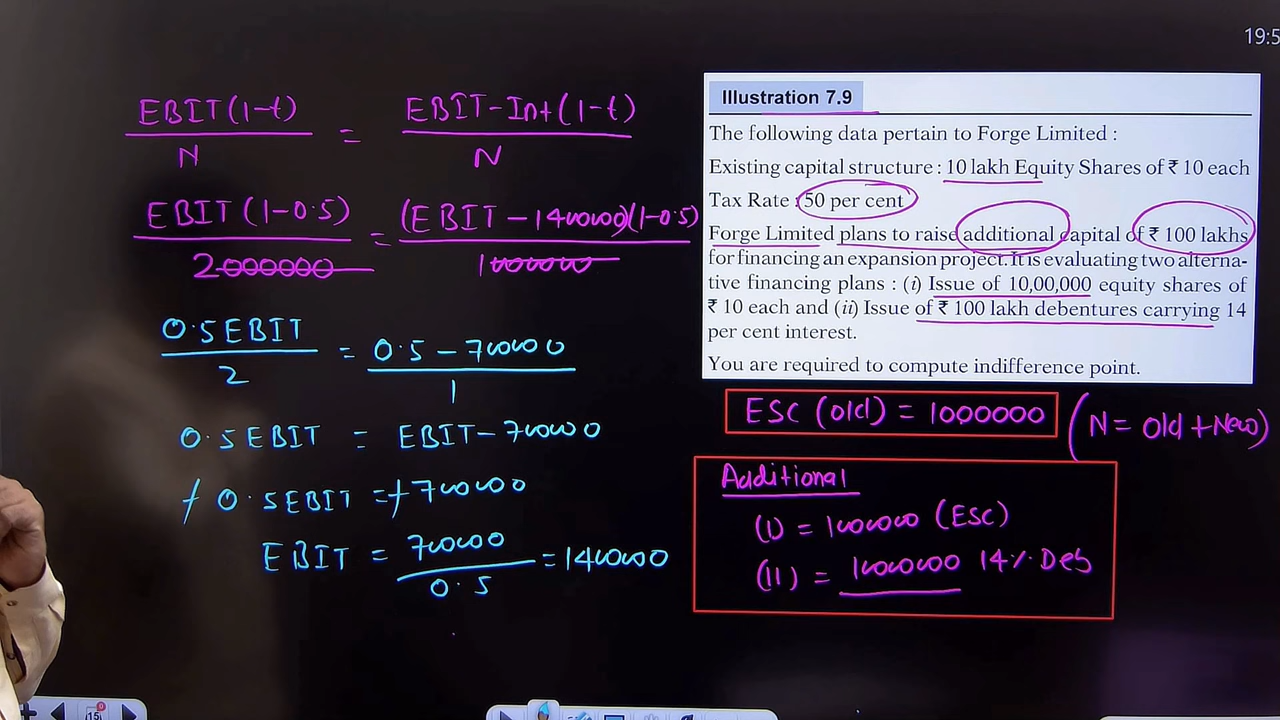 19:5
EBIT(1-t) / N = EBIT-Int(1-t) / N
EBIT(1-0.5) / 2000000 = (EBIT-1400000)(1-0.5) / 1000000
0.5EBIT / 2 = 0.5-700000 / 1
0.5EBIT = EBIT-700000
/ 0.5EBIT = /700000
EBIT = 700000 / 0.5 = 1400000
Illustration 7.9
The following data pertain to Forge Limited :
Existing capital structure : 10 lakh Equity Shares of ₹ 10 each
Tax Rate : 50 per cent
Forge Limited plans to raise additional capital of ₹ 100 lakhs
for financing an expansion project. It is evaluating two alterna-
tive financing plans : (i) Issue of 10,00,000 equity shares of
₹ 10 each and (ii) Issue of ₹ 100 lakh debentures carrying 14
per cent interest.
You are required to compute indifference point.
ESC (old) = 1000000 (N = Old + New)
Additional
(I) = 1000000 (ESC)
(II) = 10000000 14% Deb
15